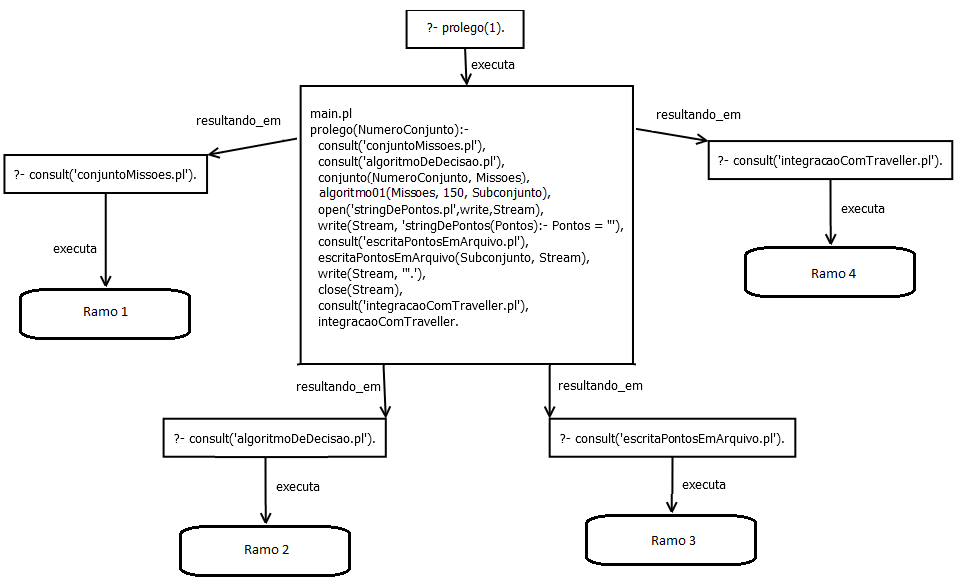 ?- prolego(1).
executa
main.pl
prolego(NumeroConjunto):-
consult('conjuntoMissoes.pl'),
consult('algoritmoDeDecisao.pl'),
conjunto(NumeroConjunto, Missoes),
algoritmo01(Missoes, 150, Subconjunto),
open('stringDePontos.pl',write,Stream),
write(Stream, 'stringDePontos(Pontos):- Pontos = "'),
consult('escritaPontosEmArquivo.pl'),
escritaPontosEmArquivo(Subconjunto, Stream),
write(Stream, '".'),
close(Stream),
consult('integracaoComTraveller.pl'),
integracaoComTraveller.
resultando_em
?- consult('conjuntoMissoes.pl').
executa
Ramo 1
resultando_em
?- consult('algoritmoDeDecisao.pl').
executa
Ramo 2
resultando_em
?- consult('escritaPontosEmArquivo.pl').
executa
Ramo 3
resultando_em
?- consult('integracaoComTraveller.pl').
executa
Ramo 4